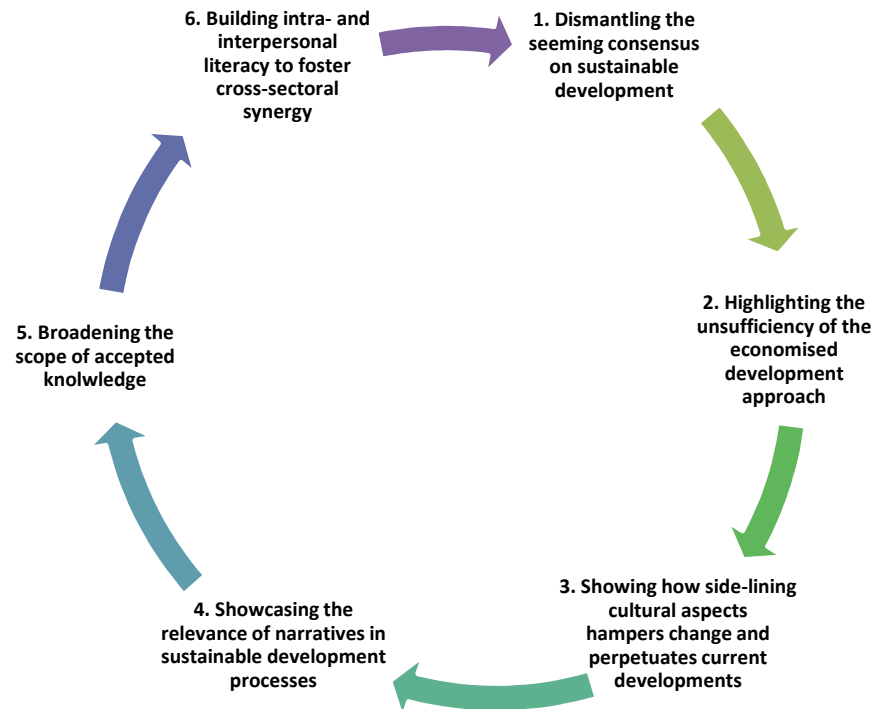 1. Dismantling the
seeming consensus
on sustainable
development
2. Highlighting the
unsufficiency of the
economised
development
approach
3. Showing how side-lining
cultural aspects
hampers change and
perpetuates current
developments
4. Showcasing the
relevance of narratives in
sustainable development
processes
5. Broadening the
scope of accepted
knolwledge
6. Building intra- and
interpersonal
literacy to foster
cross-sectoral
synergy